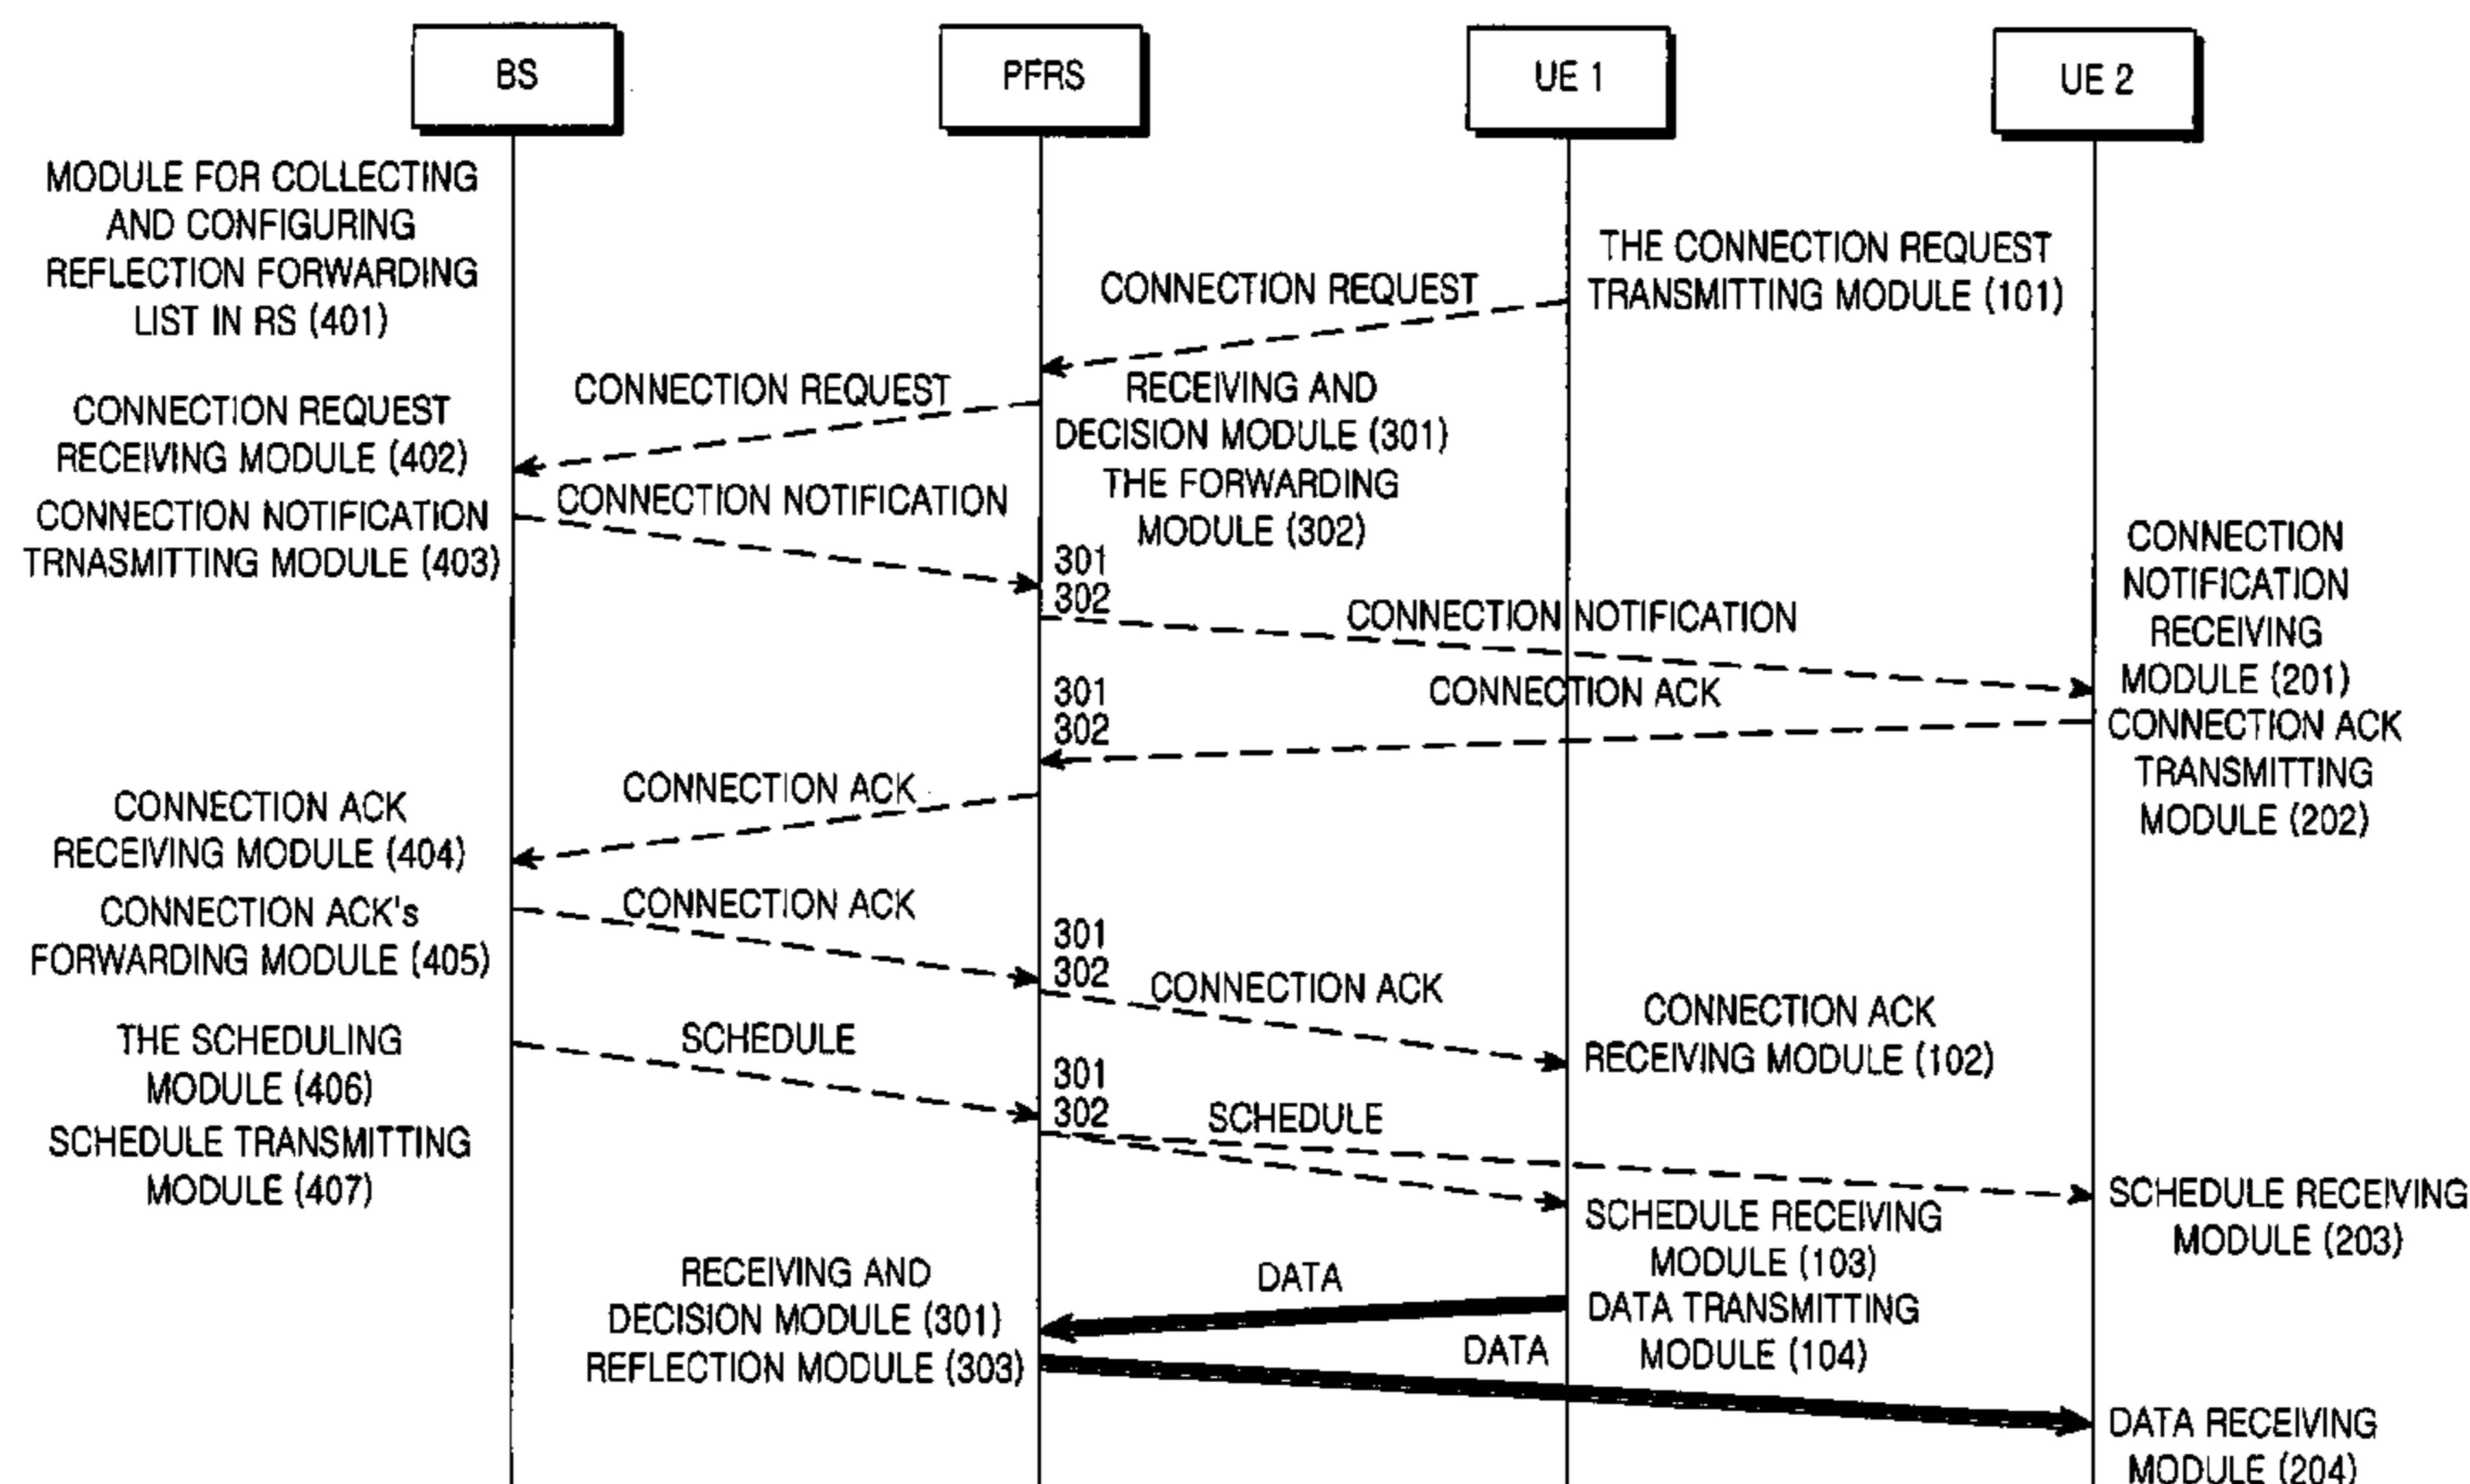 BS
PFRS
UE 1
UE 2
MODULE FOR COLLECTING
AND CONFIGURING
REFLECTION FORWARDING
LIST IN RS (401)
THE CONNECTION REQUEST
TRANSMITTING MODULE (101)
CONNECTION REQUEST
CONNECTION REQUEST
RECEIVING AND
DECISION MODULE (301)
THE FORWARDING
MODULE (302)
CONNECTION REQUEST
RECEIVING MODULE (402)
CONNECTION NOTIFICATION
TRNASMITTING MODULE (403)
CONNECTION NOTIFICATION
301
302
CONNECTION NOTIFICATION
CONNECTION
NOTIFICATION
RECEIVING
MODULE (201)
301
302
CONNECTION ACK
CONNECTION ACK
TRANSMITTING
MODULE (202)
CONNECTION ACK
CONNECTION ACK
RECEIVING MODULE (404)
CONNECTION ACK's
FORWARDING MODULE (405)
CONNECTION ACK
301
302
CONNECTION ACK
CONNECTION ACK
RECEIVING MODULE (102)
THE SCHEDULING
MODULE (406)
SCHEDULE TRANSMITTING
MODULE (407)
SCHEDULE
301
302
SCHEDULE
SCHEDULE RECEIVING
MODULE (203)
SCHEDULE RECEIVING
MODULE (103)
DATA TRANSMITTING
MODULE (104)
DATA
RECEIVING AND
DECISION MODULE (301)
REFLECTION MODULE (303)
DATA
DATA RECEIVING
MODULE (204)